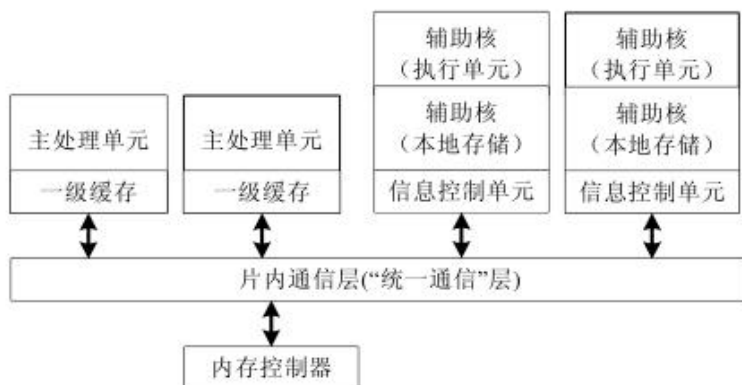 辅助核
（执行单元）
辅助核
（执行单元）
主处理单元
主处理单元
辅助核
（本地存储）
辅助核
（本地存储）
一级缓存
一级缓存
信息控制单元
信息控制单元
片内通信层(“统一通信”层)
内存控制器